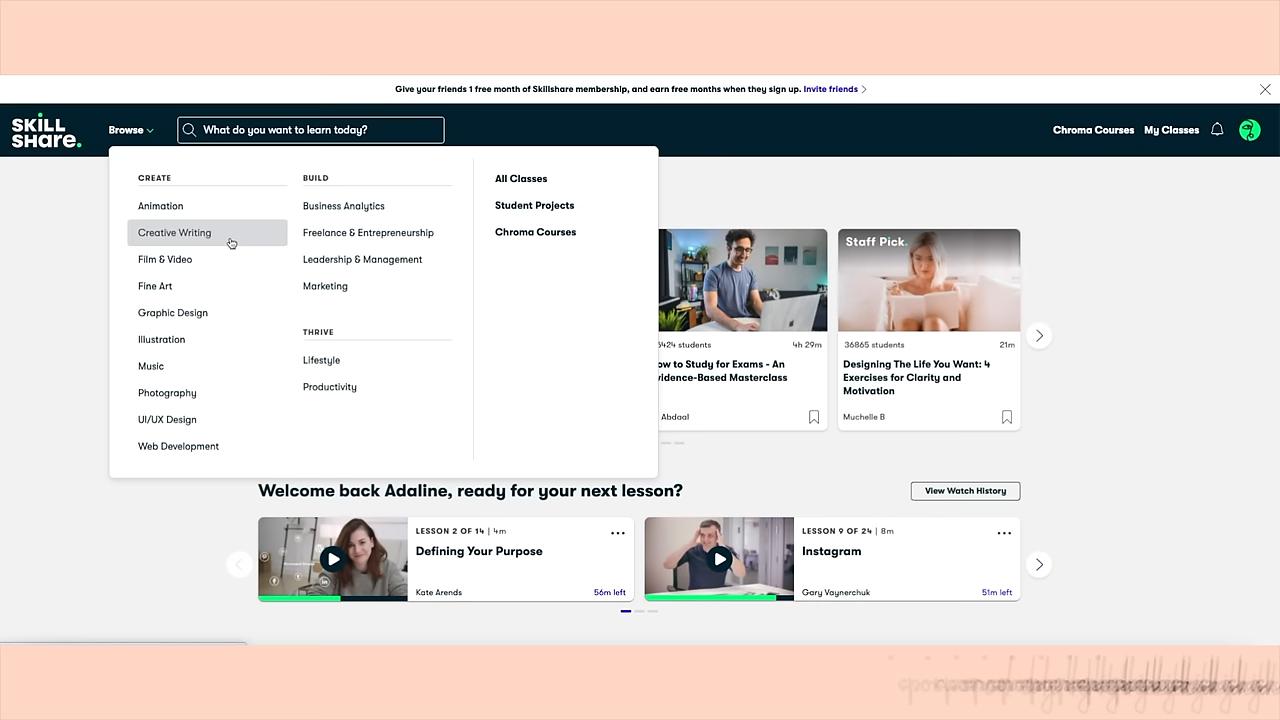 Give your friends 1 free month of Skillshare membership, and earn free months when they sign up. Invite friends
SKILL
SHARE.
Browse
What do you want to learn today?
Chroma Courses
My Classes
CREATE
Animation
Creative Writing
Film & Video
Fine Art
Graphic Design
Illustration
Music
Photography
UI/UX Design
Web Development
BUILD
Business Analytics
Freelance & Entrepreneurship
Leadership & Management
Marketing
THRIVE
Lifestyle
Productivity
All Classes
Student Projects
Chroma Courses
students
4h 29m
to Study for Exams - An
Masterclass
Abdaal
Staff Pick.
36865 students
21m
Designing The Life You Want: 4
Exercises for Clarity and
Motivation
Muchelle B
Welcome back Adaline, ready for your next lesson?
View Watch History
LESSON 2 OF 14 | 4m
Defining Your Purpose
Kate Arends
56m left
LESSON 9 OF 24 | 8m
Instagram
Gary Vaynerchuk
51m left